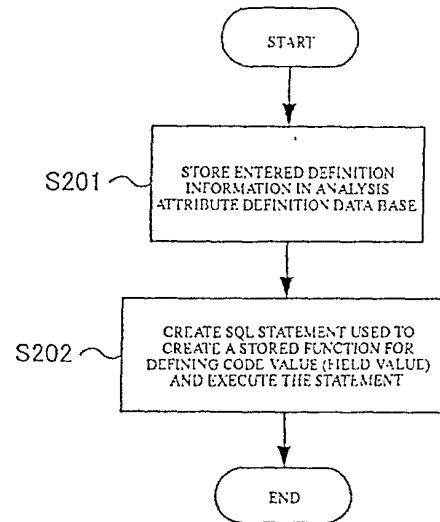 START
S201
STORE ENTERED DEFINITION
INFORMATION IN ANALYSIS
ATTRIBUTE DEFINITION DATA BASE
S202
CREATE SQL STATEMENT USED TO
CREATE A STORED FUNCTION FOR
DEFINING CODE VALUE (FIELD VALUE)
AND EXECUTE THE STATEMENT
END